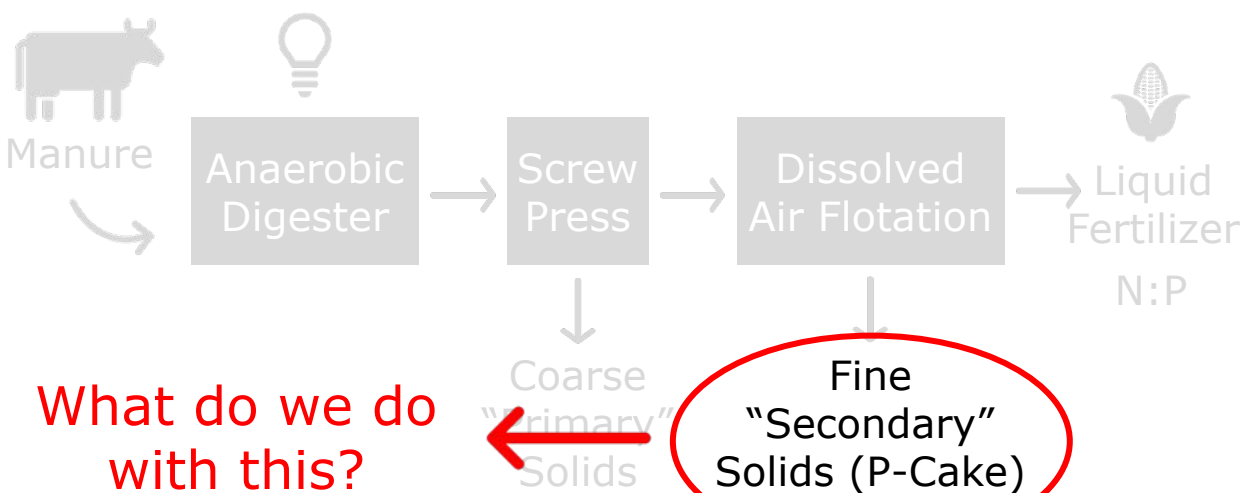 Manure
Anaerobic
Digester
Screw
Press
Dissolved
Air Flotation
Liquid
Fertilizer
N:P
Coarse
“Primary”
Solids
Fine
“Secondary”
Solids (P-Cake)
What do we do
with this?